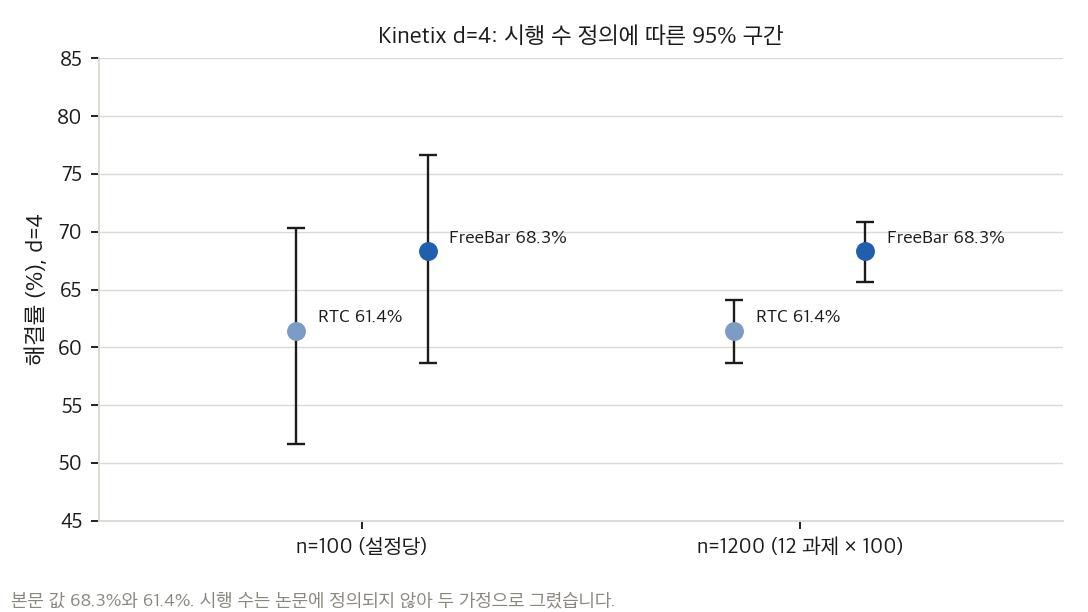 Kinetix d=4: 시행 수 정의에 따른 95% 구간
해결률 (%), d=4
85
80
75
70
65
60
55
50
45
RTC 61.4%
FreeBar 68.3%
RTC 61.4%
FreeBar 68.3%
n=100 (설정당)
n=1200 (12 과제 × 100)
본문 값 68.3%와 61.4%. 시행 수는 논문에 정의되지 않아 두 가정으로 그렸습니다.